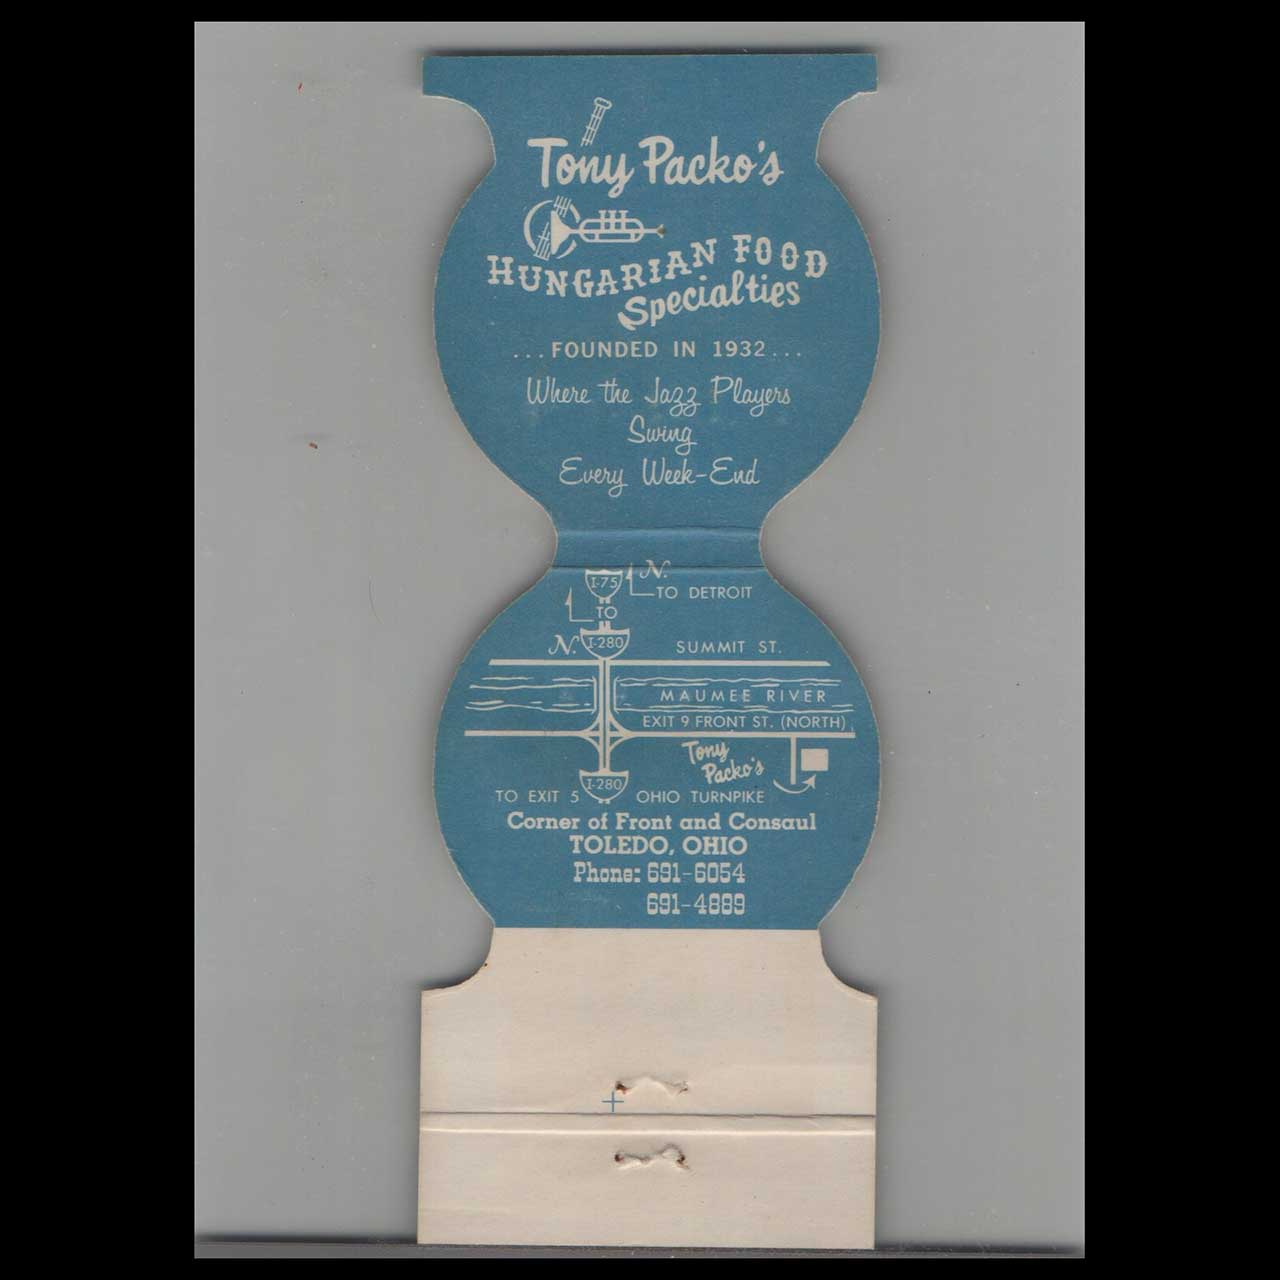 Tony Packo's
HUNGARIAN FOOD
Specialties
...FOUNDED IN 1932...
Where the Jazz Players
Swing
Every Week-End
I-75
N.
TO DETROIT
TO
N.
I-280
SUMMIT ST.
MAUMEE RIVER
EXIT 9 FRONT ST. (NORTH)
Tony
Packo's
I-280
TO EXIT 5 OHIO TURNPIKE
Corner of Front and Consaul
TOLEDO, OHIO
Phone: 691-6054
691-4889